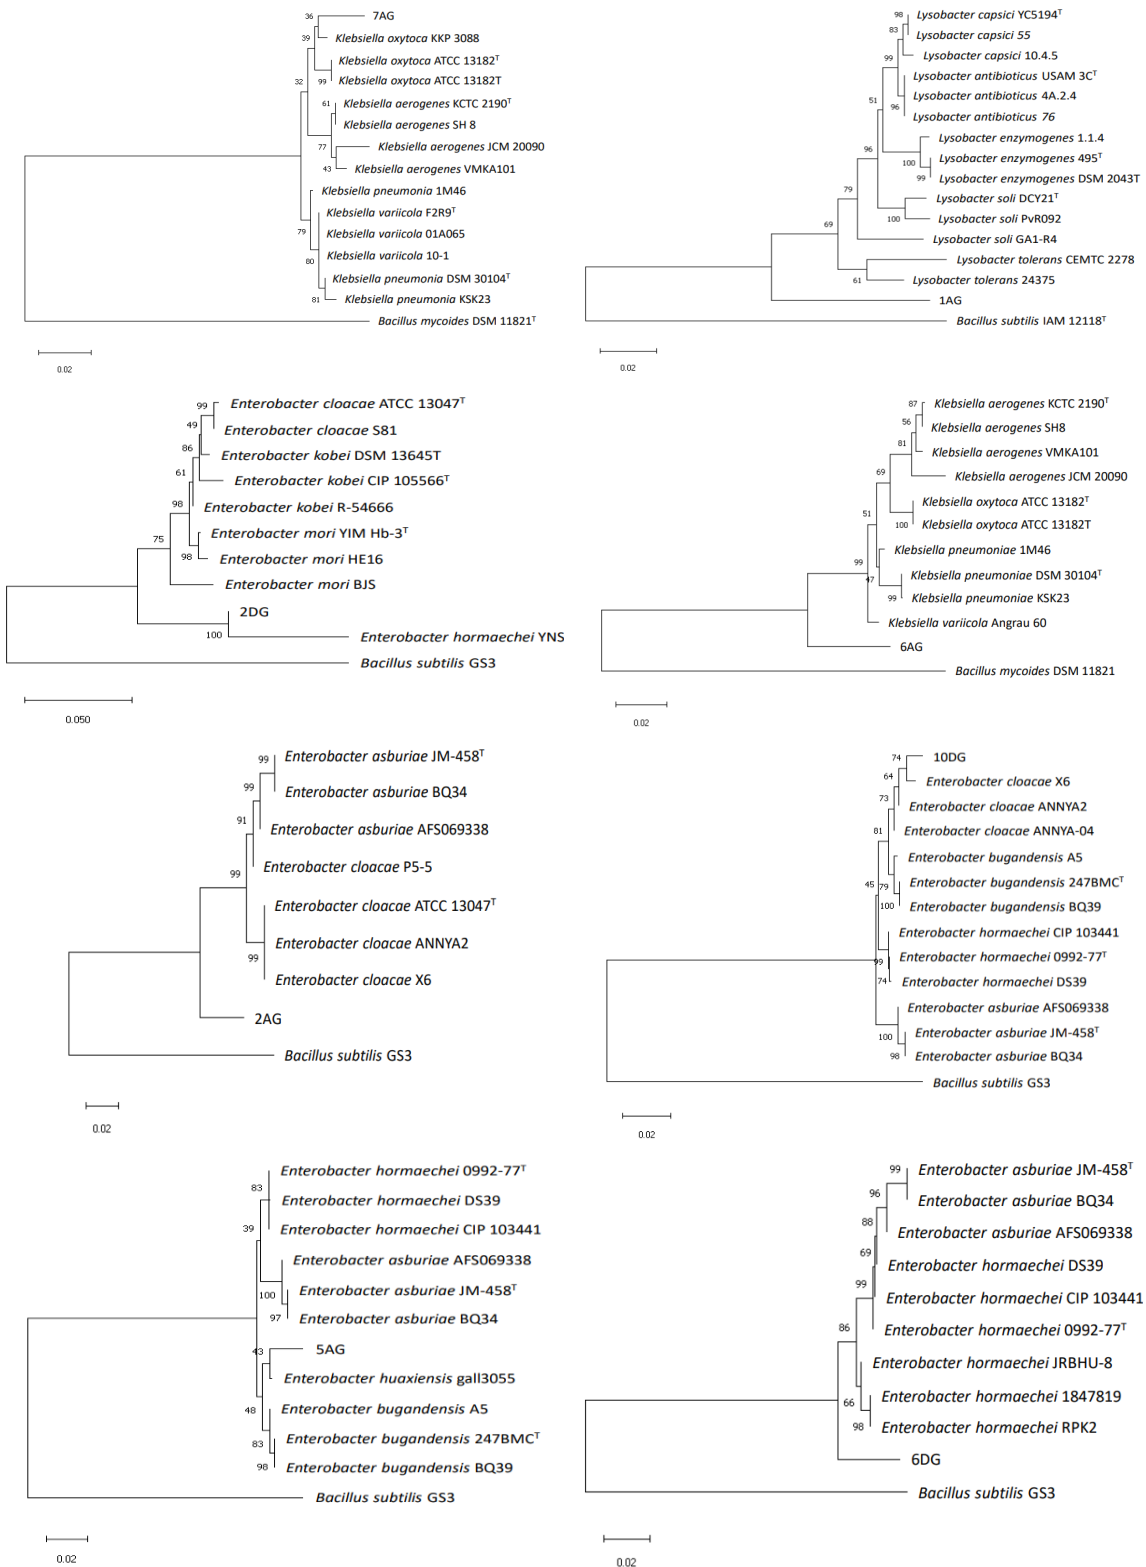 36
7AG
39
Klebsiella oxytoca KKP 3088
Klebsiella oxytoca ATCC 13182ᵀ
99
Klebsiella oxytoca ATCC 13182T
32
61
Klebsiella aerogenes KCTC 2190ᵀ
Klebsiella aerogenes SH 8
77
Klebsiella aerogenes JCM 20090
43
Klebsiella aerogenes VMKA101
Klebsiella pneumonia 1M46
Klebsiella variicola F2R9ᵀ
79
Klebsiella variicola 01A065
80
Klebsiella variicola 10-1
Klebsiella pneumonia DSM 30104ᵀ
81
Klebsiella pneumonia KSK23
Bacillus mycoides DSM 11821ᵀ
0.02
98
Lysobacter capsici YC5194ᵀ
83
Lysobacter capsici 55
Lysobacter capsici 10.4.5
99
Lysobacter antibioticus USAM 3Cᵀ
Lysobacter antibioticus 4A.2.4
51
96
Lysobacter antibioticus 76
Lysobacter enzymogenes 1.1.4
96
100
Lysobacter enzymogenes 495ᵀ
99
Lysobacter enzymogenes DSM 2043T
79
Lysobacter soli DCY21ᵀ
100
Lysobacter soli PvR092
69
Lysobacter soli GA1-R4
Lysobacter tolerans CEMTC 2278
61
Lysobacter tolerans 24375
1AG
Bacillus subtilis IAM 12118ᵀ
0.02
99
Enterobacter cloacae ATCC 13047ᵀ
49
Enterobacter cloacae S81
86
Enterobacter kobei DSM 13645T
61
Enterobacter kobei CIP 105566ᵀ
98
Enterobacter kobei R-54666
75
Enterobacter mori YIM Hb-3ᵀ
98
Enterobacter mori HE16
Enterobacter mori BJS
2DG
100
Enterobacter hormaechei YNS
Bacillus subtilis GS3
0.050
87
Klebsiella aerogenes KCTC 2190ᵀ
56
Klebsiella aerogenes SH8
81
Klebsiella aerogenes VMKA101
69
Klebsiella aerogenes JCM 20090
Klebsiella oxytoca ATCC 13182ᵀ
51
100
Klebsiella oxytoca ATCC 13182T
Klebsiella pneumoniae 1M46
99
47
Klebsiella pneumoniae DSM 30104ᵀ
99
Klebsiella pneumoniae KSK23
Klebsiella variicola Angrau 60
6AG
Bacillus mycoides DSM 11821
0.02
99
Enterobacter asburiae JM-458ᵀ
99
Enterobacter asburiae BQ34
91
Enterobacter asburiae AFS069338
99
Enterobacter cloacae P5-5
Enterobacter cloacae ATCC 13047ᵀ
Enterobacter cloacae ANNYA2
99
Enterobacter cloacae X6
2AG
Bacillus subtilis GS3
0.02
74
10DG
64
Enterobacter cloacae X6
73
Enterobacter cloacae ANNYA2
81
Enterobacter cloacae ANNYA-04
Enterobacter bugandensis A5
45
79
Enterobacter bugandensis 247BMCᵀ
100
Enterobacter bugandensis BQ39
Enterobacter hormaechei CIP 103441
99
Enterobacter hormaechei 0992-77ᵀ
74
Enterobacter hormaechei DS39
Enterobacter asburiae AFS069338
100
Enterobacter asburiae JM-458ᵀ
98
Enterobacter asburiae BQ34
Bacillus subtilis GS3
0.02
Enterobacter hormaechei 0992-77ᵀ
83
Enterobacter hormaechei DS39
39
Enterobacter hormaechei CIP 103441
Enterobacter asburiae AFS069338
100
Enterobacter asburiae JM-458ᵀ
97
Enterobacter asburiae BQ34
43
5AG
Enterobacter huaxiensis gall3055
48
Enterobacter bugandensis A5
83
Enterobacter bugandensis 247BMCᵀ
98
Enterobacter bugandensis BQ39
Bacillus subtilis GS3
0.02
99
Enterobacter asburiae JM-458ᵀ
96
Enterobacter asburiae BQ34
88
Enterobacter asburiae AFS069338
69
Enterobacter hormaechei DS39
99
Enterobacter hormaechei CIP 103441
86
Enterobacter hormaechei 0992-77ᵀ
Enterobacter hormaechei JRBHU-8
66
Enterobacter hormaechei 1847819
98
Enterobacter hormaechei RPK2
6DG
Bacillus subtilis GS3
0.02